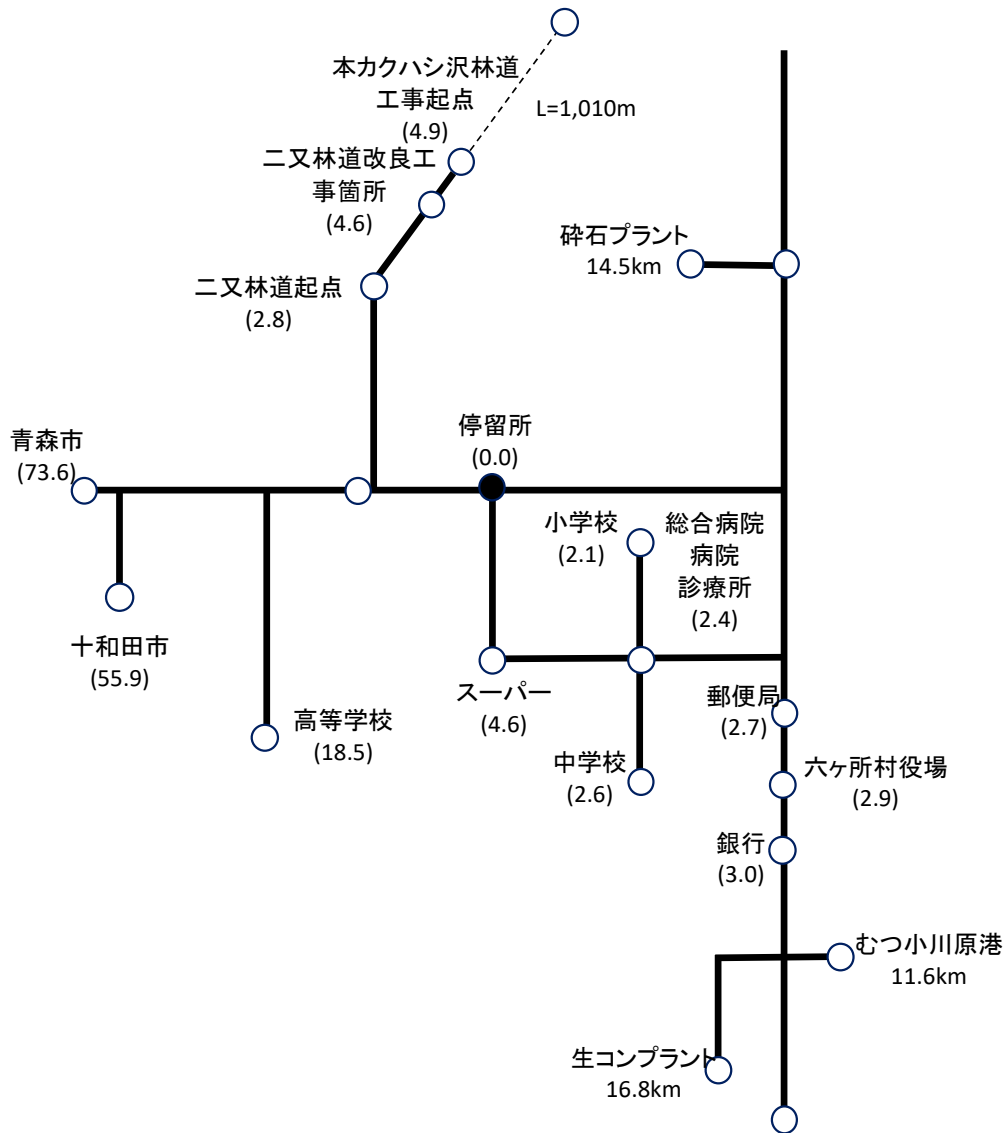 本カクハシ沢林道
工事起点
(4.9)
L=1,010m
二又林道改良工
事箇所
(4.6)
砕石プラント
14.5km
二又林道起点
(2.8)
青森市
(73.6)
停留所
(0.0)
小学校
(2.1)
総合病院
病院
診療所
(2.4)
十和田市
(55.9)
高等学校
(18.5)
スーパー
(4.6)
郵便局
(2.7)
中学校
(2.6)
六ヶ所村役場
(2.9)
銀行
(3.0)
むつ小川原港
11.6km
生コンプラント
16.8km